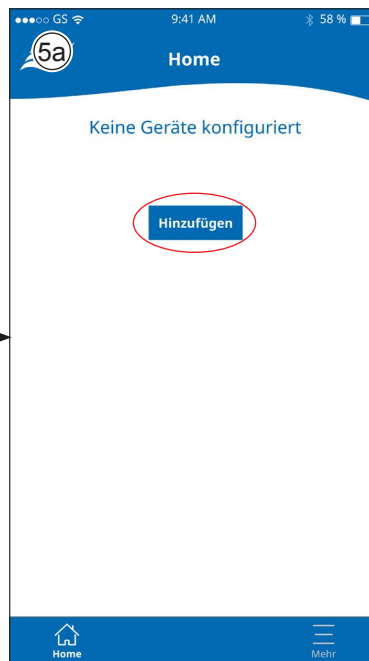 ●●●○○ GS 9:41 AM 58 %
5a
Home
Keine Geräte konfiguriert
Hinzufügen
Home Mehr